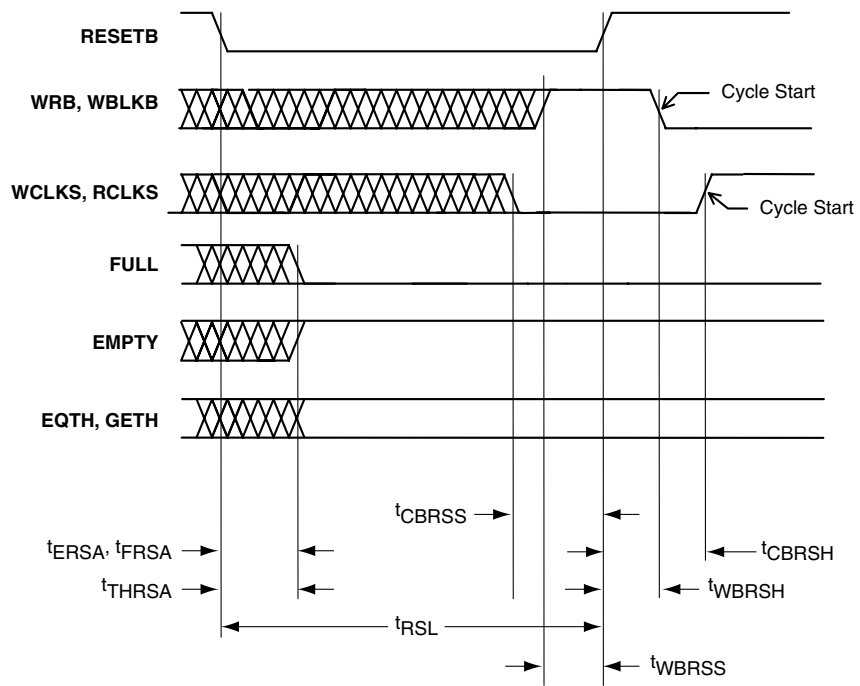 RESETB
WRB, WBLKB
Cycle Start
WCLKS, RCLKS
Cycle Start
FULL
EMPTY
EQTH, GETH
tCBRSS
tERSA, tFRSA
tCBRSH
tTHRSA
tWBRSH
tRSL
tWBRSS